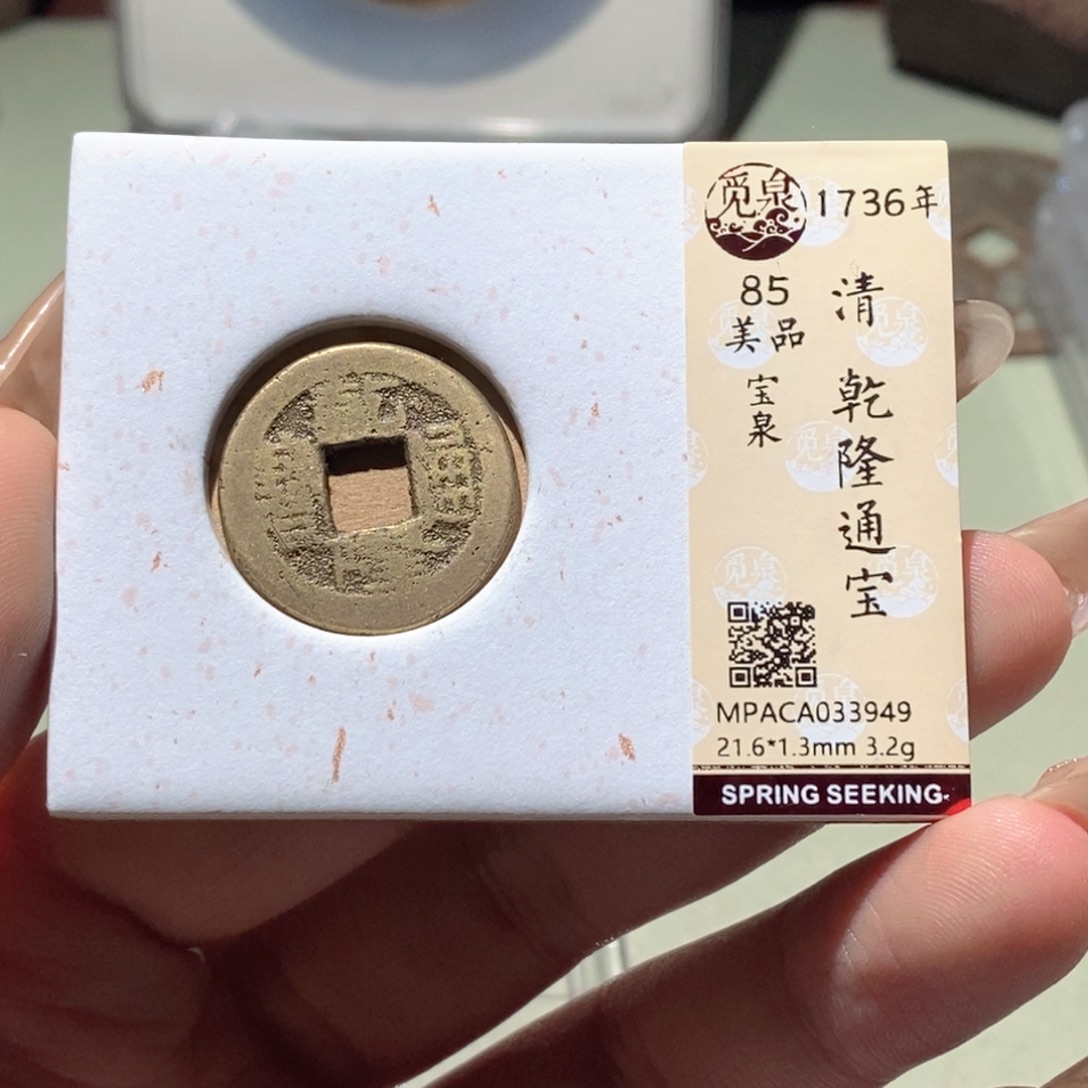 觅泉
1736年
85
美品
宝泉
清 乾隆通宝
MPACA033949
21.6*1.3mm 3.2g
SPRING SEEKING